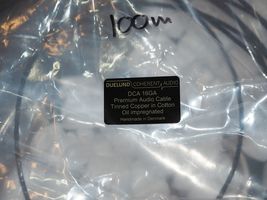 100m
DUELUND COHERENT AUDIO
DCA 16GA
Premium Audio Cable
Tinned Copper in Cotton
Oil impregnated
Handmade in Denmark